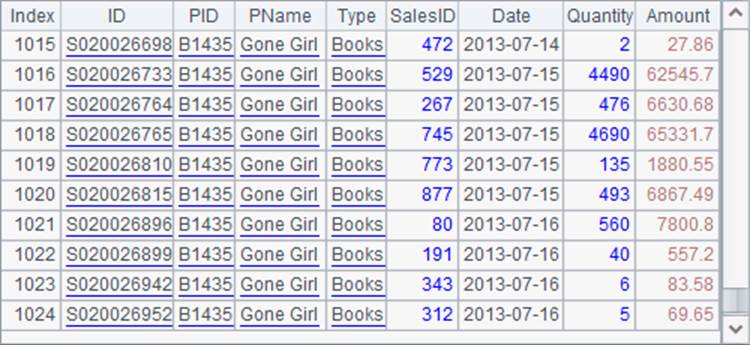 Index ID PID PName Type SalesID Date Quantity Amount
1015 S020026698 B1435 Gone Girl Books 472 2013-07-14 2 27.86
1016 S020026733 B1435 Gone Girl Books 529 2013-07-15 4490 62545.7
1017 S020026764 B1435 Gone Girl Books 267 2013-07-15 476 6630.68
1018 S020026765 B1435 Gone Girl Books 745 2013-07-15 4690 65331.7
1019 S020026810 B1435 Gone Girl Books 773 2013-07-15 135 1880.55
1020 S020026815 B1435 Gone Girl Books 877 2013-07-15 493 6867.49
1021 S020026896 B1435 Gone Girl Books 80 2013-07-16 560 7800.8
1022 S020026899 B1435 Gone Girl Books 191 2013-07-16 40 557.2
1023 S020026942 B1435 Gone Girl Books 343 2013-07-16 6 83.58
1024 S020026952 B1435 Gone Girl Books 312 2013-07-16 5 69.65